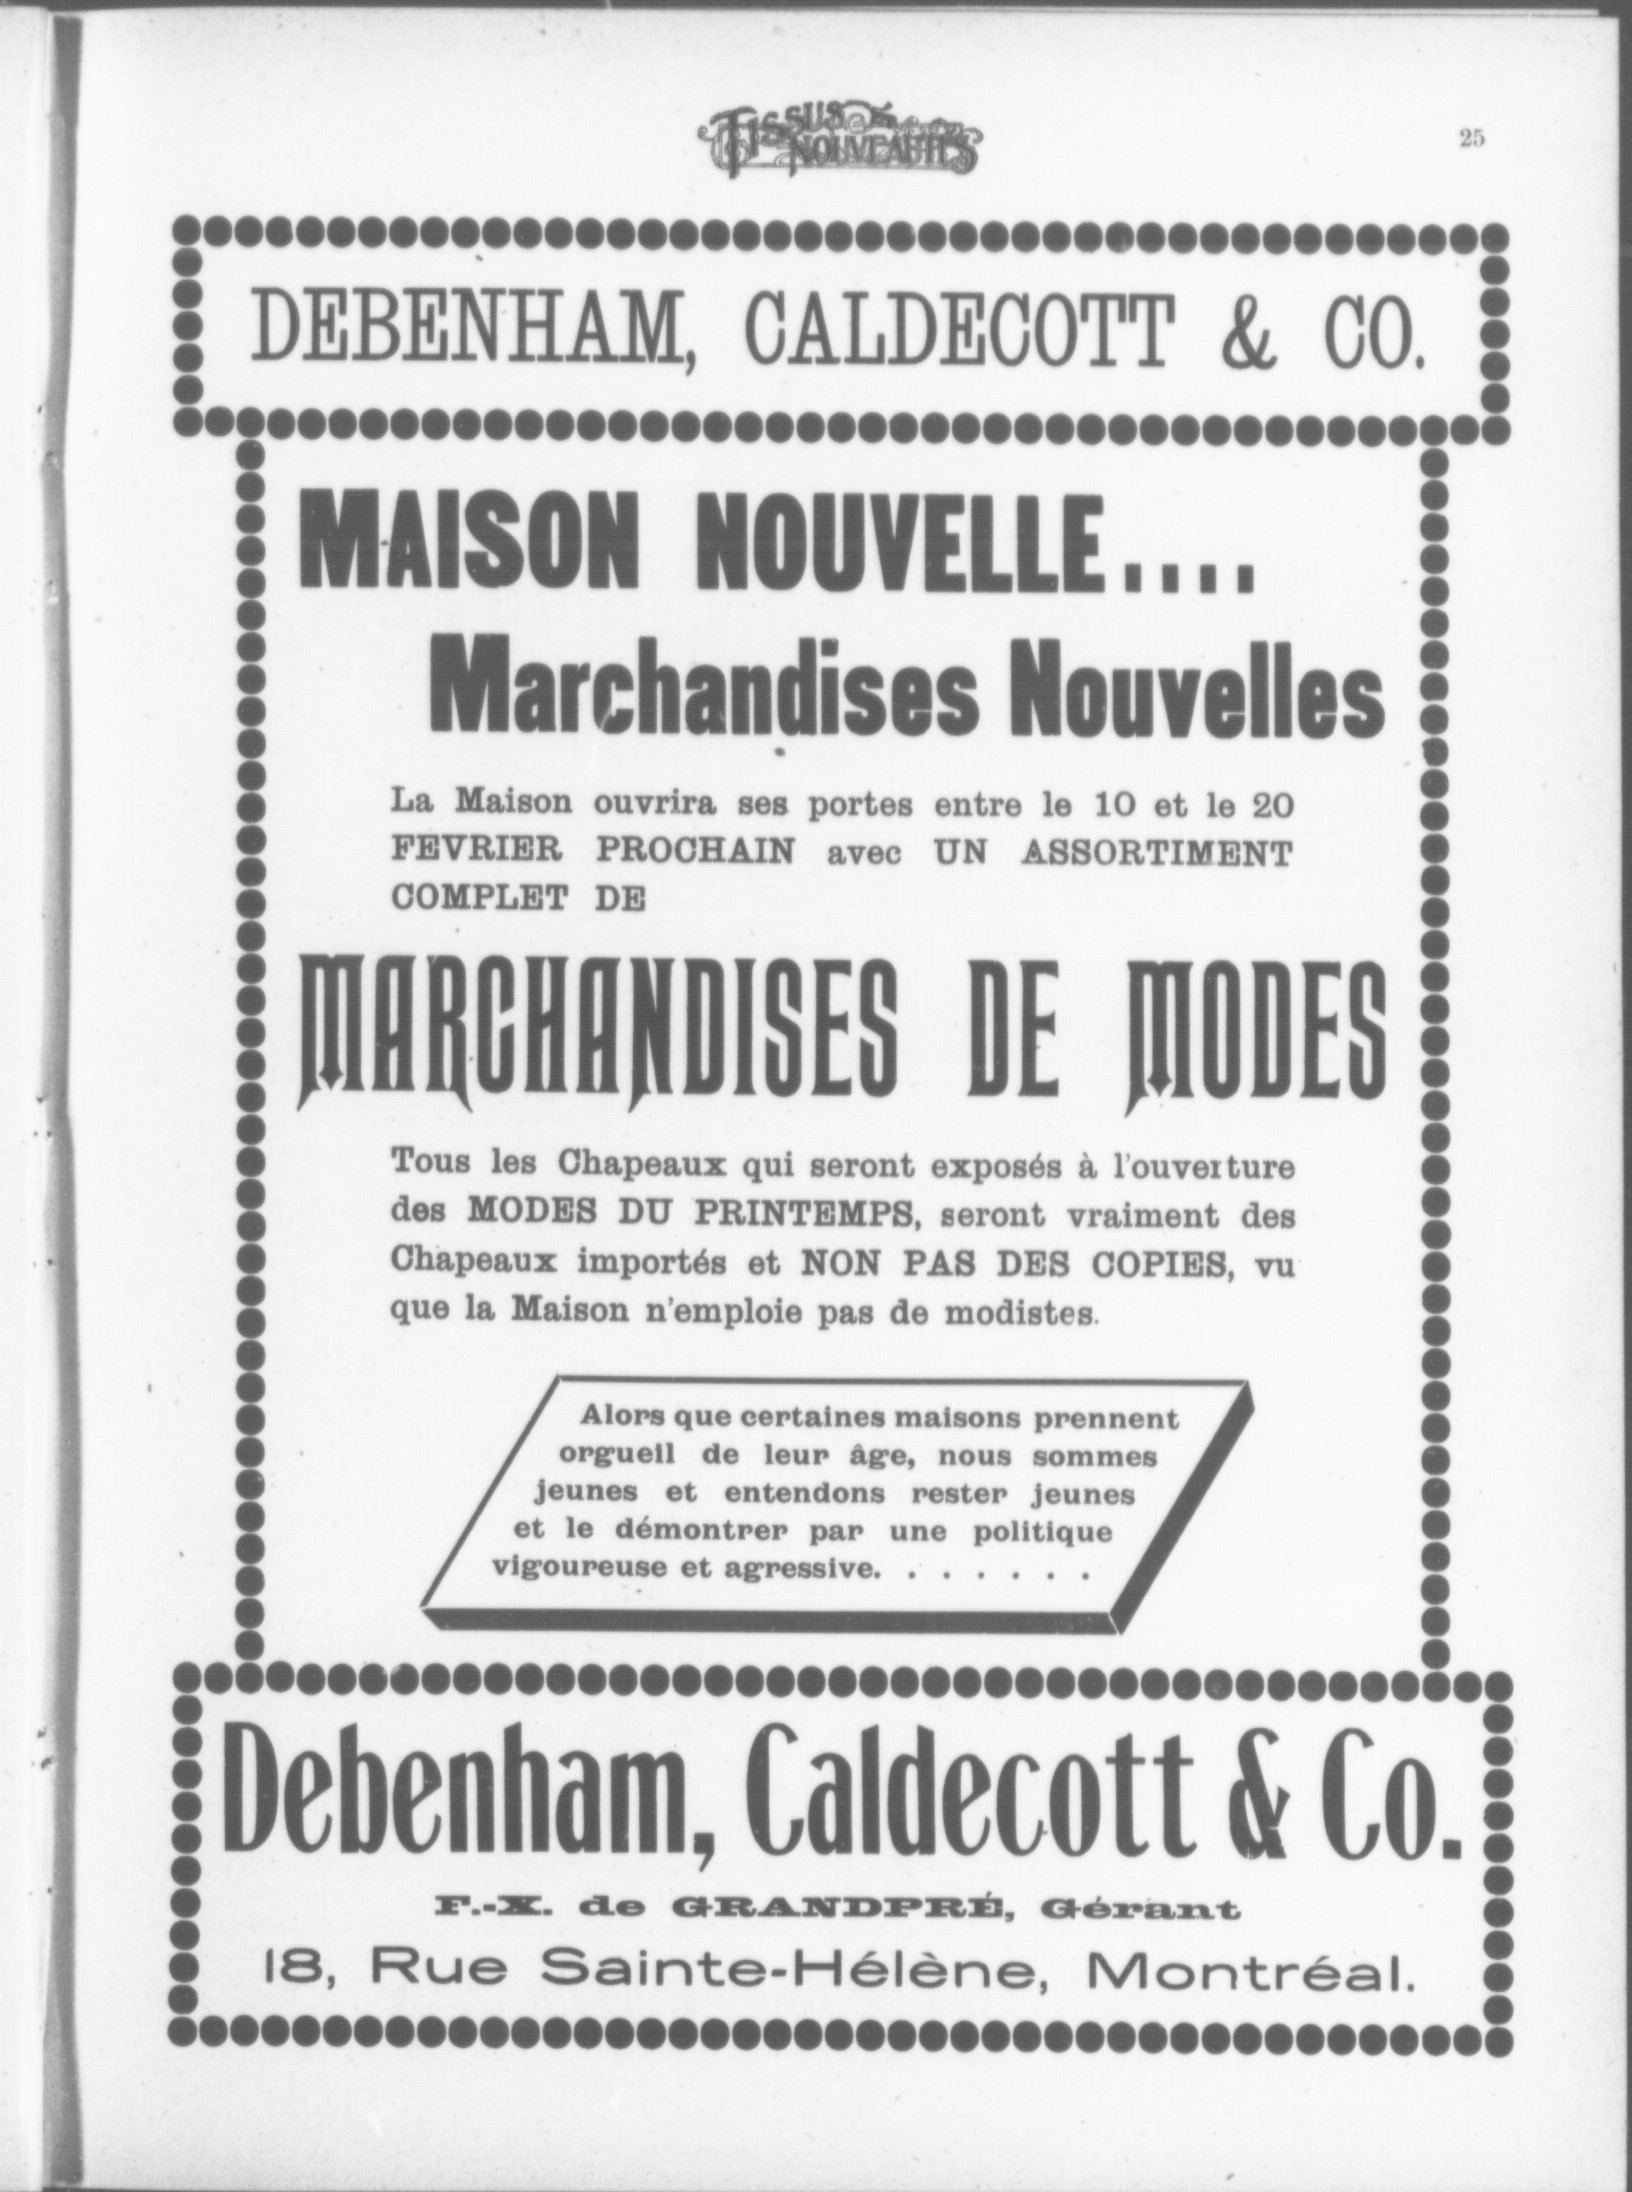 TISSUS & NOUVEAUTES
25
DEBENHAM, CALDECOTT & CO.
MAISON NOUVELLE....
Marchandises Nouvelles
La Maison ouvrira ses portes entre le 10 et le 20
FEVRIER PROCHAIN avec UN ASSORTIMENT
COMPLET DE
MARCHANDISES DE MODES
Tous les Chapeaux qui seront exposés à l'ouverture
des MODES DU PRINTEMPS, seront vraiment des
Chapeaux importés et NON PAS DES COPIES, vu
que la Maison n'emploie pas de modistes.
Alors que certaines maisons prennent
orgueil de leur âge, nous sommes
jeunes et entendons rester jeunes
et le démontrer par une politique
vigoureuse et agressive. . . . . . .
Debenham, Caldecott & Co.
F.-X. de GRANDPRÉ, Gérant
18, Rue Sainte-Hélène, Montréal.